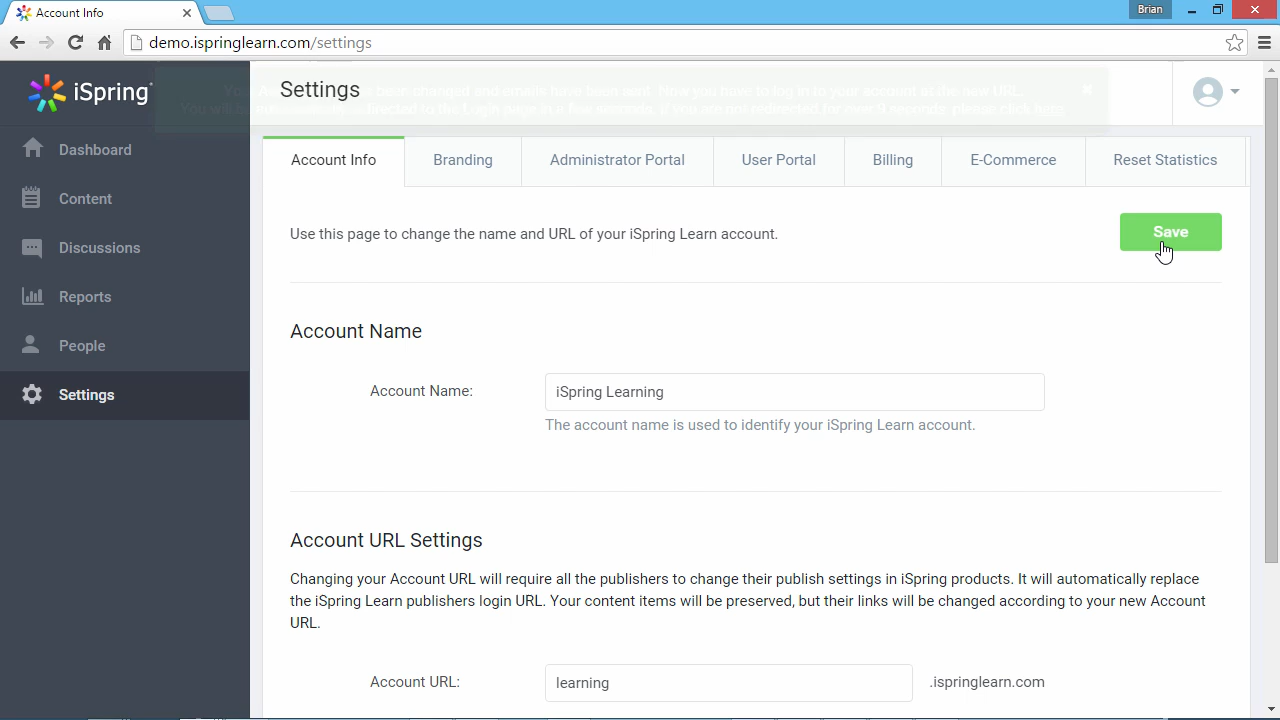 Account Info
Brian
demo.ispringlearn.com/settings
iSpring
Settings
Dashboard
Content
Discussions
Reports
People
Settings
Account Info
Branding
Administrator Portal
User Portal
Billing
E-Commerce
Reset Statistics
Use this page to change the name and URL of your iSpring Learn account.
Save
Account Name
Account Name:
iSpring Learning
The account name is used to identify your iSpring Learn account.
Account URL Settings
Changing your Account URL will require all the publishers to change their publish settings in iSpring products. It will automatically replace
the iSpring Learn publishers login URL. Your content items will be preserved, but their links will be changed according to your new Account
URL.
Account URL:
learning
.ispringlearn.com